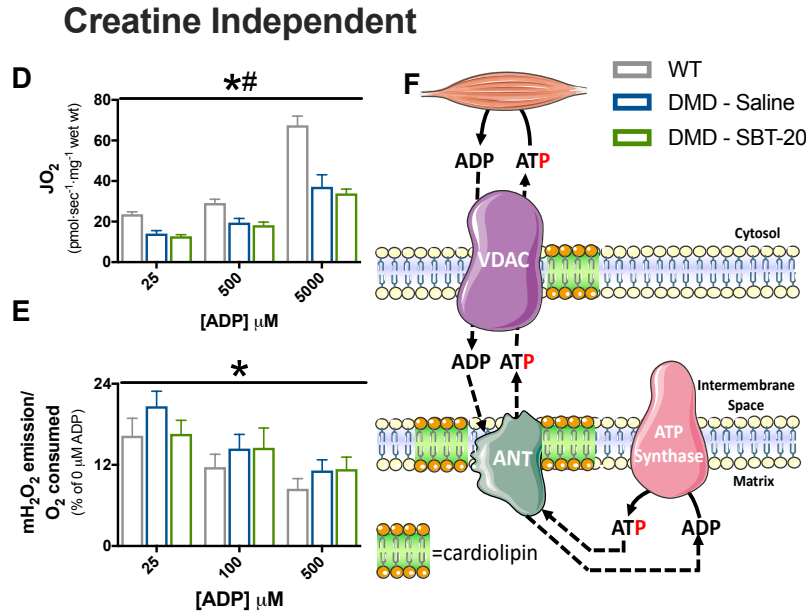 Creatine Independent
D
*#
JO₂
(pmol·sec⁻¹·mg⁻¹ wet wt)
80
60
40
20
0
25
500
5000
[ADP] μM
E
*
mH₂O₂ emission/
O₂ consumed
(% of 0 μM ADP)
24
12
0
25
100
500
[ADP] μM
F
WT
DMD - Saline
DMD - SBT-20
ADP
ATP
Cytosol
VDAC
ADP
ATP
Intermembrane
Space
ANT
ATP
Synthase
Matrix
ATP
ADP
=cardiolipin